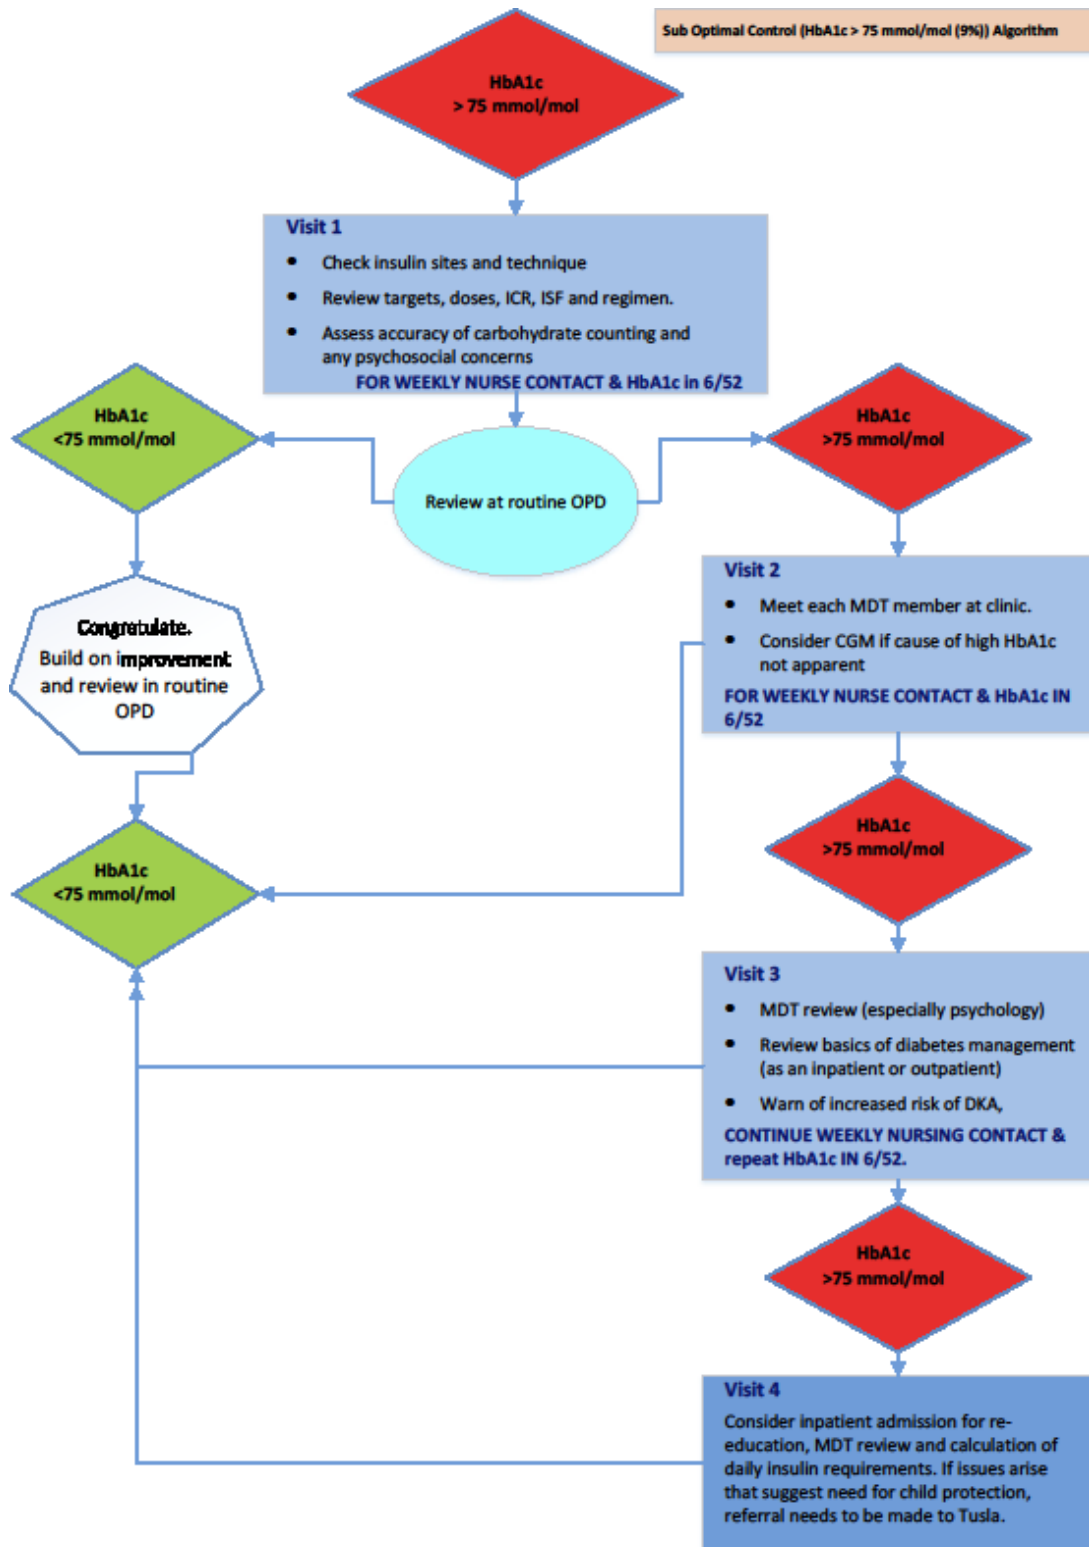 Sub Optimal Control (HbA1c > 75 mmol/mol (9%)) Algorithm
HbA1c
> 75 mmol/mol
Visit 1
• Check insulin sites and technique
• Review targets, doses, ICR, ISF and regimen.
• Assess accuracy of carbohydrate counting and
any psychosocial concerns
FOR WEEKLY NURSE CONTACT & HbA1c in 6/52
HbA1c
<75 mmol/mol
Review at routine OPD
HbA1c
>75 mmol/mol
Congratulate.
Build on improvement
and review in routine
OPD
Visit 2
• Meet each MDT member at clinic.
• Consider CGM if cause of high HbA1c
not apparent
FOR WEEKLY NURSE CONTACT & HbA1c IN
6/52
HbA1c
>75 mmol/mol
HbA1c
<75 mmol/mol
Visit 3
• MDT review (especially psychology)
• Review basics of diabetes management
(as an inpatient or outpatient)
• Warn of increased risk of DKA,
CONTINUE WEEKLY NURSING CONTACT &
repeat HbA1c IN 6/52.
HbA1c
>75 mmol/mol
Visit 4
Consider inpatient admission for re-
education, MDT review and calculation of
daily insulin requirements. If issues arise
that suggest need for child protection,
referral needs to be made to Tusla.